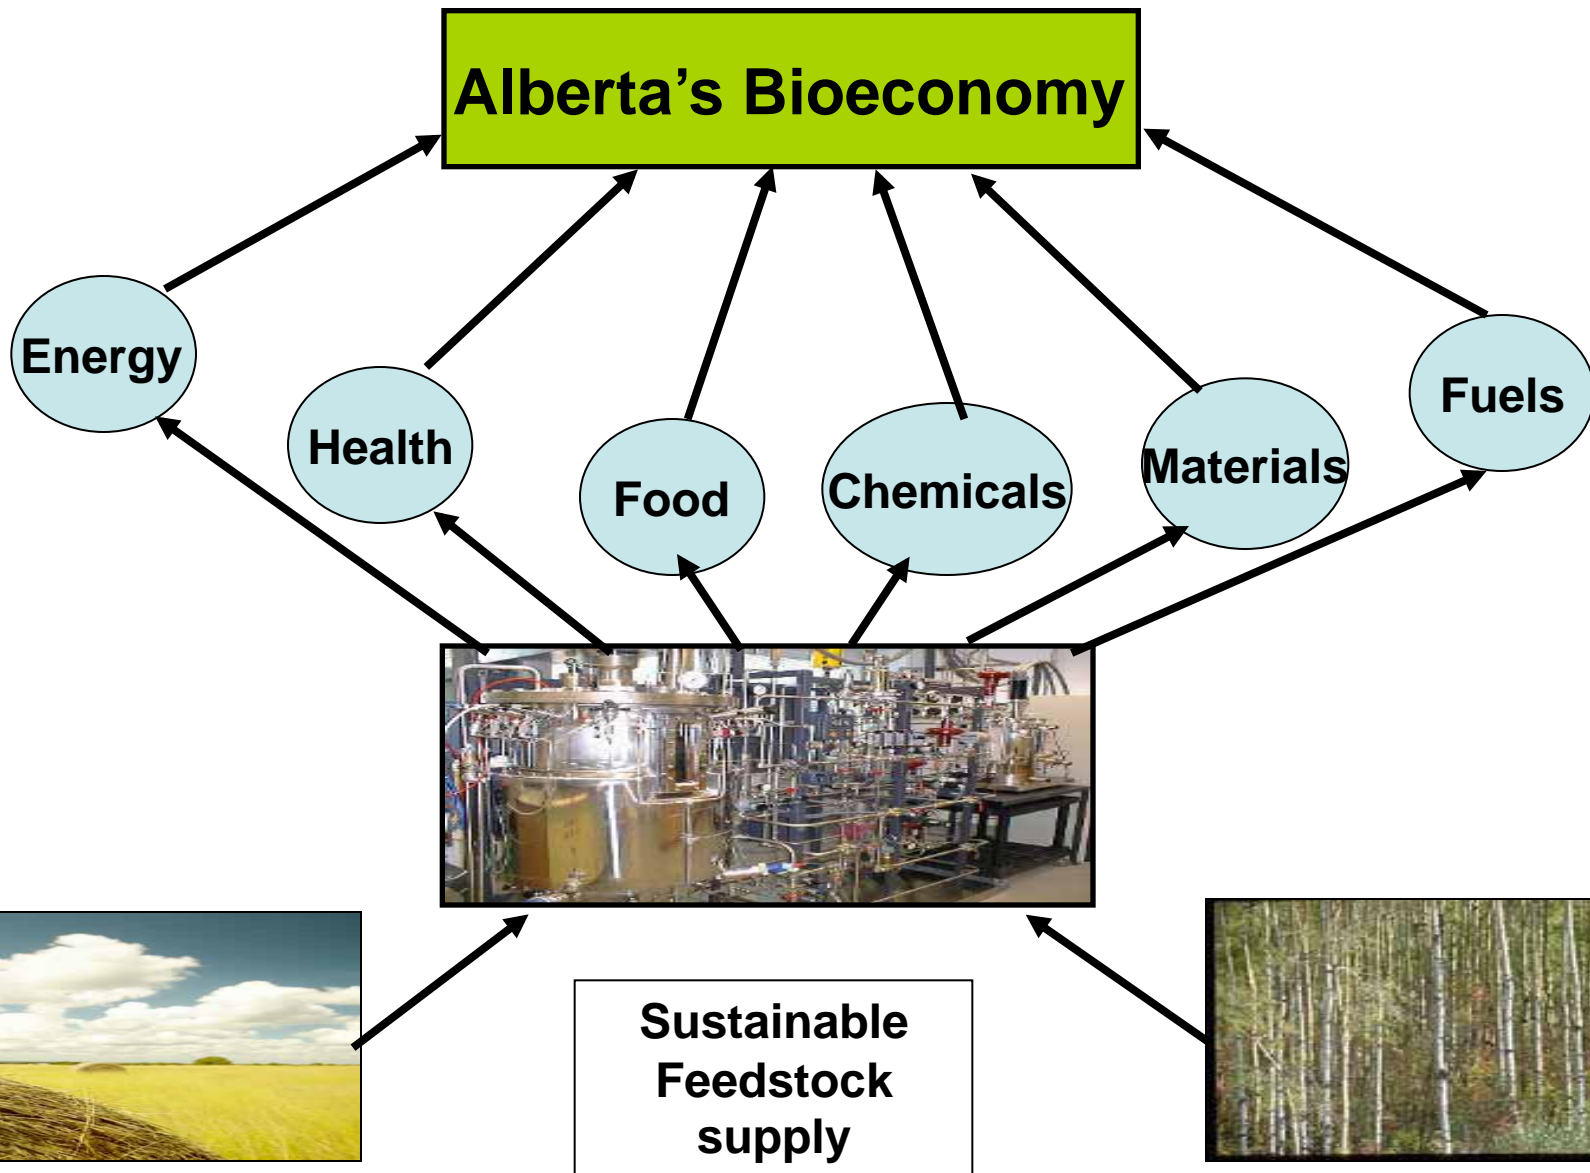 Alberta's Bioeconomy
Energy
Health
Food
Chemicals
Materials
Fuels
Sustainable
Feedstock
supply